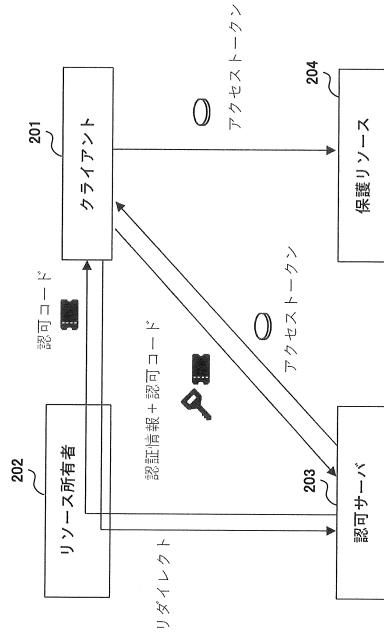 202
リソース所有者
認可コード
201
クライアント
リダイレクト
認証情報+認可コード
アクセストークン
アクセストークン
203
認可サーバ
204
保護リソース